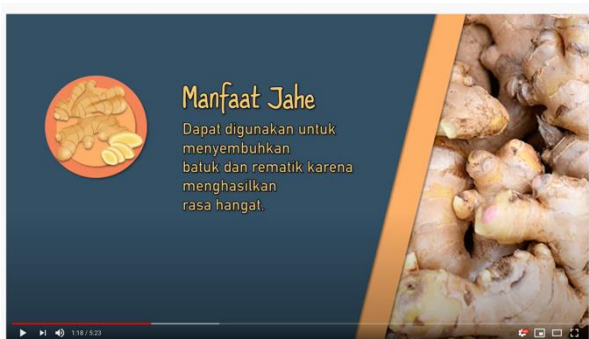 Manfaat Jahe
Dapat digunakan untuk
menyembuhkan
batuk dan rematik karena
menghasilkan
rasa hangat.
1:18 / 5:23